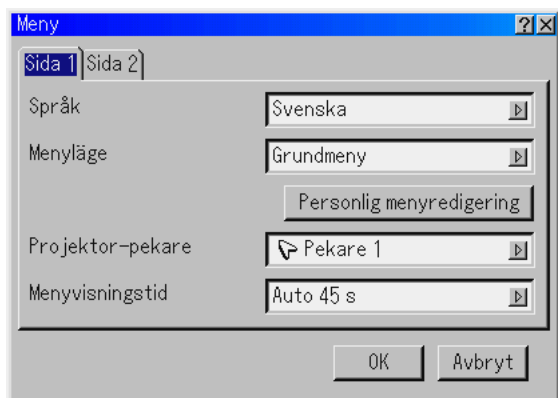 Meny
Sida 1 Sida 2
Språk Svenska
Menyläge Grundmeny
Personlig menyredigering
Projektor-pekare Pekare 1
Menyvisningstid Auto 45 s
OK Avbryt